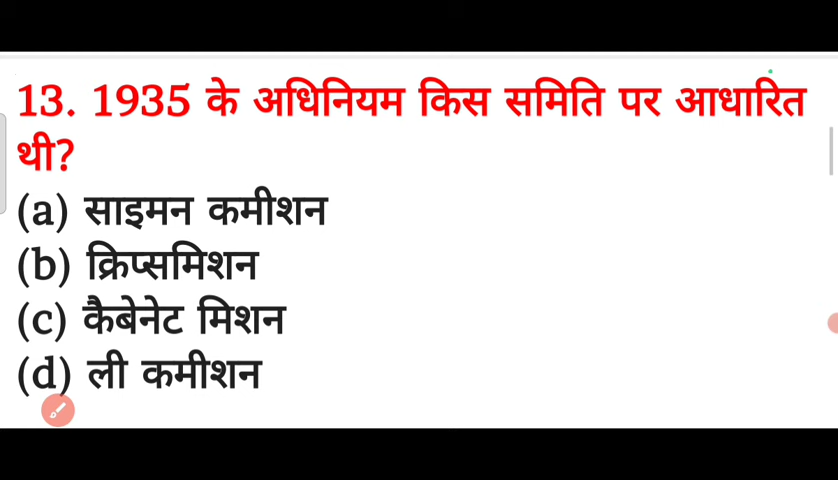 13. 1935 के अधिनियम किस समिति पर आधारित
थी?
(a) साइमन कमीशन
(b) क्रिप्समिशन
(c) कैबेनेट मिशन
(d) ली कमीशन